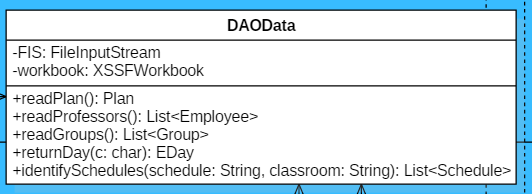 DAOData
-FIS: FileInputStream
-workbook: XSSFWorkbook
+readPlan(): Plan
+readProfessors(): List<Employee>
+readGroups(): List<Group>
+returnDay(c: char): EDay
+identifySchedules(schedule: String, classroom: String): List<Schedule>